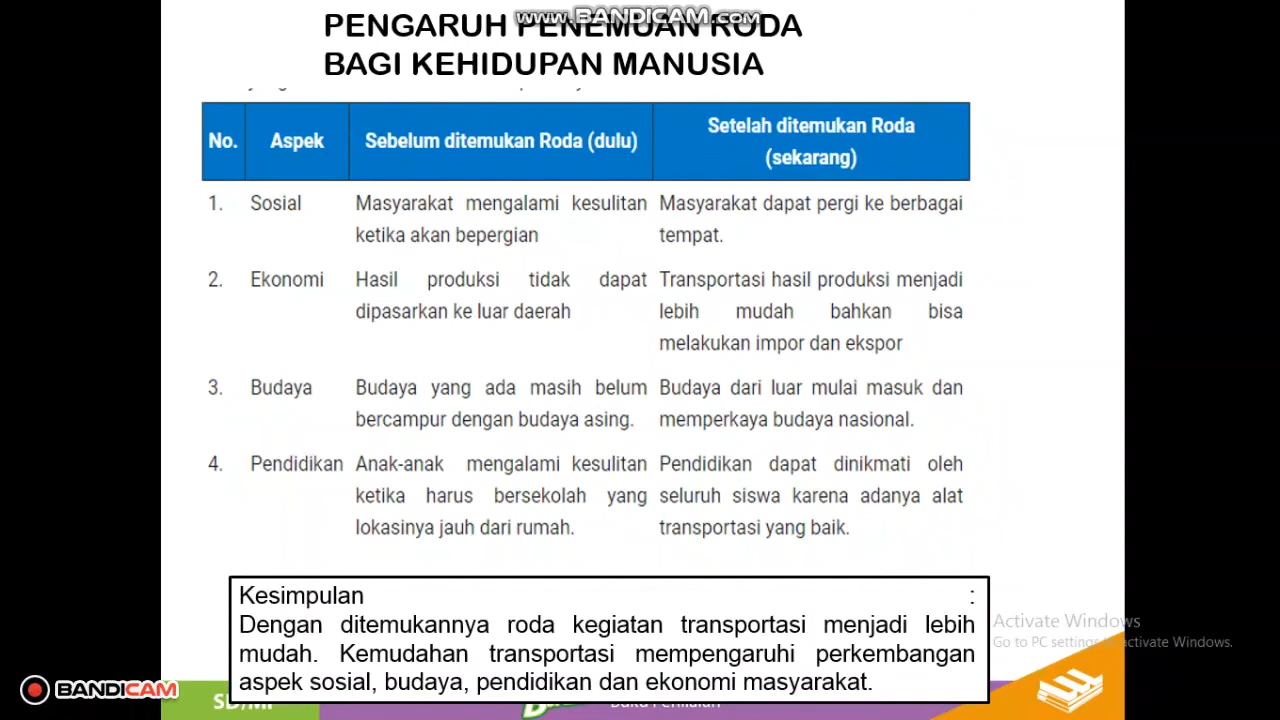 www.BANDICAM.com
PENGARUH PENEMUAN RODA
BAGI KEHIDUPAN MANUSIA
No. Aspek Sebelum ditemukan Roda (dulu) Setelah ditemukan Roda (sekarang)
1. Sosial
Masyarakat mengalami kesulitan
ketika akan bepergian
Masyarakat dapat pergi ke berbagai
tempat.
2. Ekonomi
Hasil produksi tidak dapat
dipasarkan ke luar daerah
Transportasi hasil produksi menjadi
lebih mudah bahkan bisa
melakukan impor dan ekspor
3. Budaya
Budaya yang ada masih belum
bercampur dengan budaya asing.
Budaya dari luar mulai masuk dan
memperkaya budaya nasional.
4. Pendidikan
Anak-anak mengalami kesulitan
ketika harus bersekolah yang
lokasinya jauh dari rumah.
Pendidikan dapat dinikmati oleh
seluruh siswa karena adanya alat
transportasi yang baik.
Kesimpulan :
Dengan ditemukannya roda kegiatan transportasi menjadi lebih
mudah. Kemudahan transportasi mempengaruhi perkembangan
aspek sosial, budaya, pendidikan dan ekonomi masyarakat.
Activate Windows
Go to PC settings to activate Windows.
BANDICAM
SD/MI
Buku Penilaian